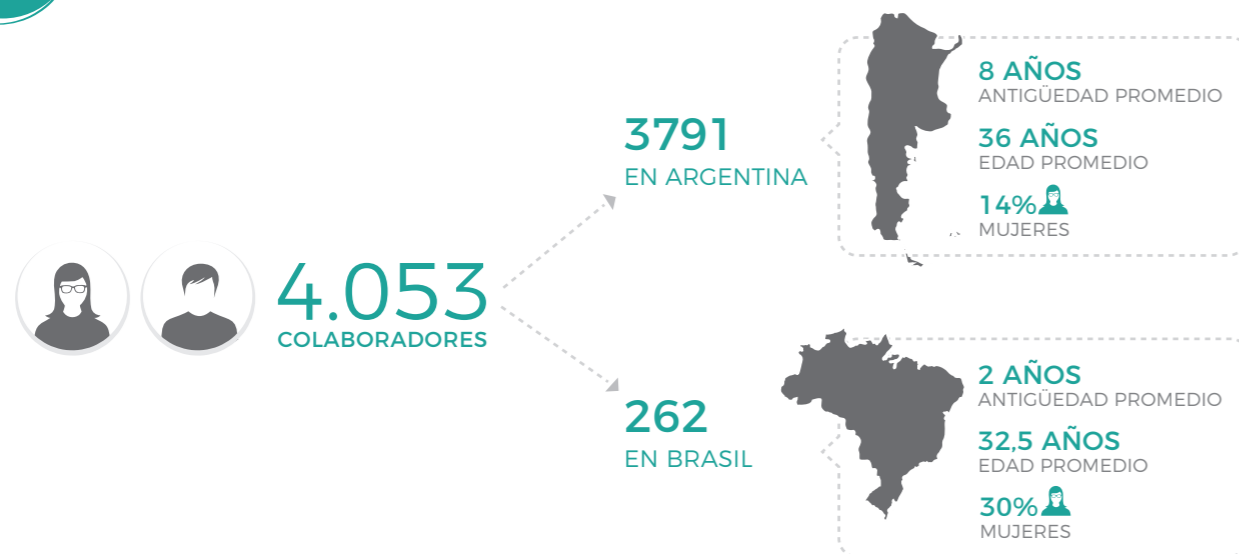 4.053
COLABORADORES
3791
EN ARGENTINA
8 AÑOS
ANTIGÜEDAD PROMEDIO
36 AÑOS
EDAD PROMEDIO
14%
MUJERES
262
EN BRASIL
2 AÑOS
ANTIGÜEDAD PROMEDIO
32,5 AÑOS
EDAD PROMEDIO
30%
MUJERES